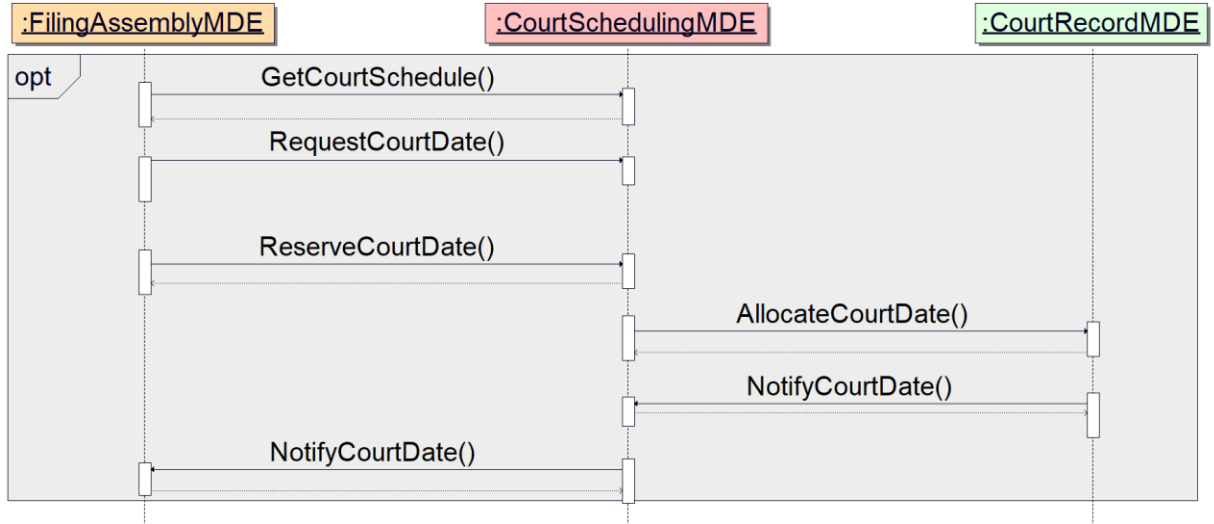 :FilingAssemblyMDE
:CourtSchedulingMDE
:CourtRecordMDE
opt
GetCourtSchedule()
RequestCourtDate()
ReserveCourtDate()
AllocateCourtDate()
NotifyCourtDate()
NotifyCourtDate()